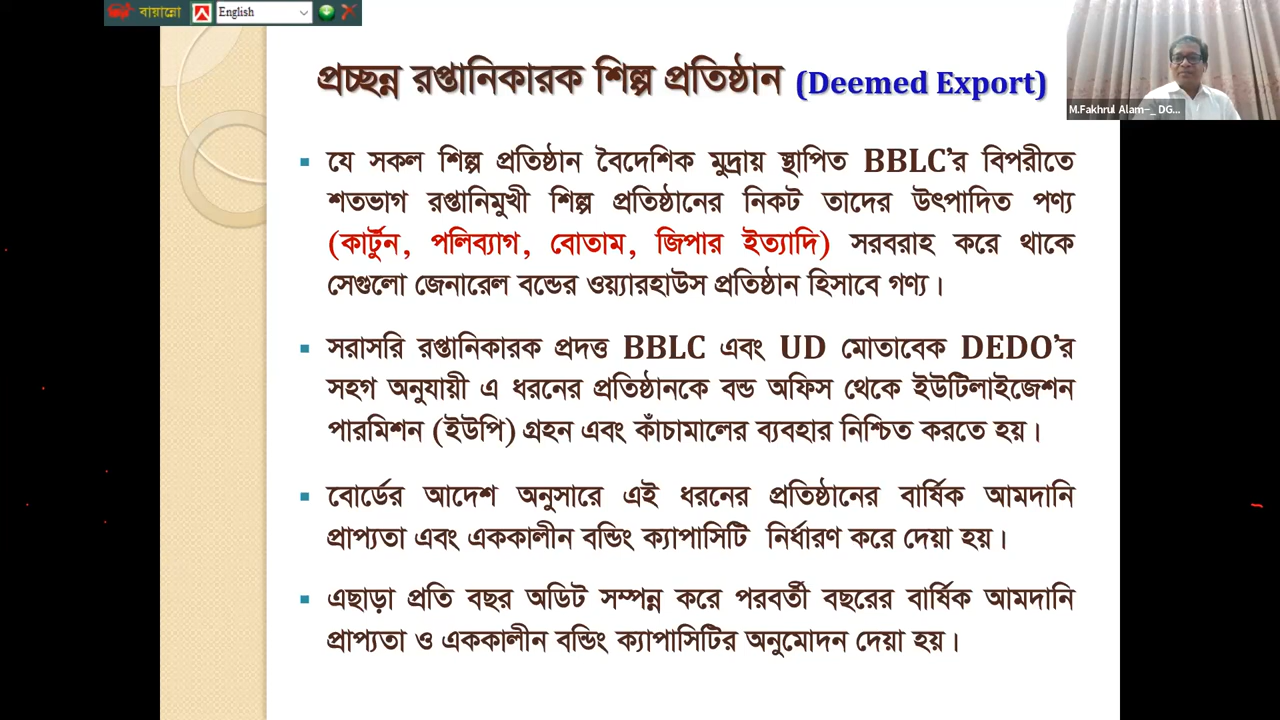 বায়ান্নো English
প্রচ্ছন্ন রপ্তানিকারক শিল্প প্রতিষ্ঠান (Deemed Export)
M.Fakhrul Alam-_ DG...
যে সকল শিল্প প্রতিষ্ঠান বৈদেশিক মুদ্রায় স্থাপিত BBLC’র বিপরীতে
শতভাগ রপ্তানিমুখী শিল্প প্রতিষ্ঠানের নিকট তাদের উৎপাদিত পণ্য
(কার্টুন, পলিব্যাগ, বোতাম, জিপার ইত্যাদি) সরবরাহ করে থাকে
সেগুলো জেনারেল বন্ডের ওয়্যারহাউস প্রতিষ্ঠান হিসাবে গণ্য।
সরাসরি রপ্তানিকারক প্রদত্ত BBLC এবং UD মোতাবেক DEDO’র
সহগ অনুযায়ী এ ধরনের প্রতিষ্ঠানকে বন্ড অফিস থেকে ইউটিলাইজেশন
পারমিশন (ইউপি) গ্রহন এবং কাঁচামালের ব্যবহার নিশ্চিত করতে হয়।
বোর্ডের আদেশ অনুসারে এই ধরনের প্রতিষ্ঠানের বার্ষিক আমদানি
প্রাপ্যতা এবং এককালীন বন্ডিং ক্যাপাসিটি নির্ধারণ করে দেয়া হয়।
এছাড়া প্রতি বছর অডিট সম্পন্ন করে পরবর্তী বছরের বার্ষিক আমদানি
প্রাপ্যতা ও এককালীন বন্ডিং ক্যাপাসিটির অনুমোদন দেয়া হয়।